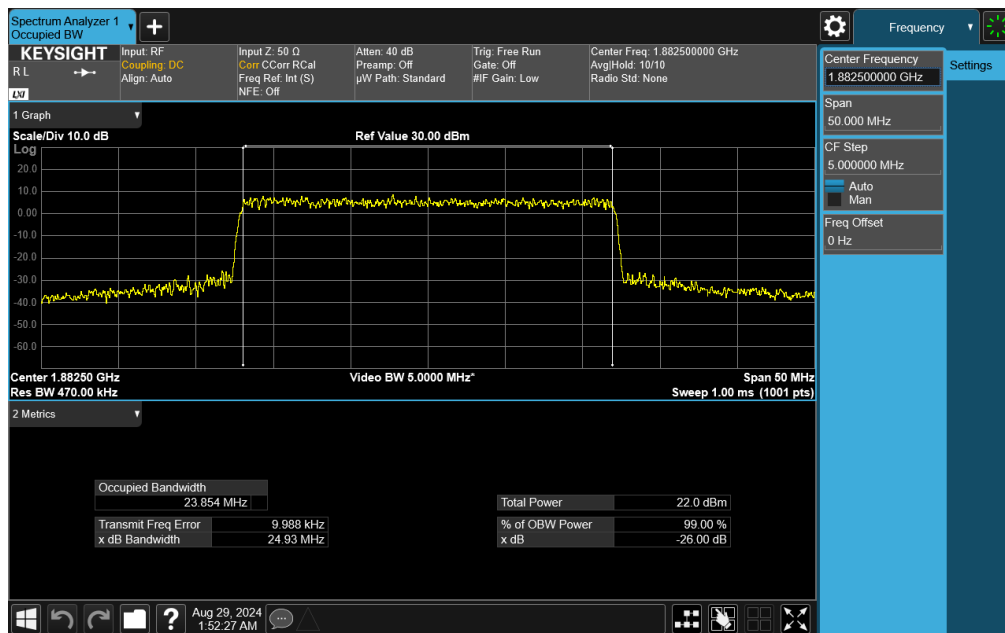 Spectrum Analyzer 1
Occupied BW
Frequency
KEYSIGHT
R L
LXI
Input: RF
Coupling: DC
Align: Auto
Input Z: 50 Ω
Corr CCorr RCal
Freq Ref: Int (S)
NFE: Off
Atten: 40 dB
Preamp: Off
µW Path: Standard
Trig: Free Run
Gate: Off
#IF Gain: Low
Center Freq: 1.882500000 GHz
Avg|Hold: 10/10
Radio Std: None
Center Frequency
1.882500000 GHz
Settings
Span
50.000 MHz
CF Step
5.000000 MHz
Auto
Man
Freq Offset
0 Hz
1 Graph
Scale/Div 10.0 dB
Ref Value 30.00 dBm
Log
20.0
10.0
0.00
-10.0
-20.0
-30.0
-40.0
-50.0
-60.0
Center 1.88250 GHz
Video BW 5.0000 MHz*
Span 50 MHz
Res BW 470.00 kHz
Sweep 1.00 ms (1001 pts)
2 Metrics
Occupied Bandwidth
23.854 MHz
Total Power 22.0 dBm
Transmit Freq Error 9.988 kHz
% of OBW Power 99.00 %
x dB Bandwidth 24.93 MHz
x dB -26.00 dB
?
Aug 29, 2024
1:52:27 AM